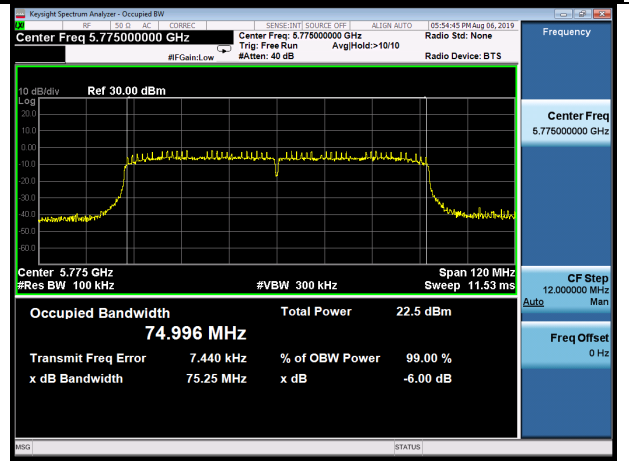 Keysight Spectrum Analyzer - Occupied BW
RF 50 Ω AC CORREC SENSE:INT SOURCE OFF ALIGN AUTO 05:54:45 PM Aug 06, 2019
Center Freq 5.775000000 GHz
Center Freq: 5.775000000 GHz Radio Std: None
Trig: Free Run Avg|Hold:>10/10
#IFGain:Low #Atten: 40 dB Radio Device: BTS
Frequency
10 dB/div Ref 30.00 dBm
Log
20.0
10.0
0.00
-10.0
-20.0
-30.0
-40.0
-50.0
-60.0
Center Freq
5.775000000 GHz
Center 5.775 GHz Span 120 MHz
#Res BW 100 kHz #VBW 300 kHz Sweep 11.53 ms
CF Step
12.000000 MHz
Auto Man
Occupied Bandwidth Total Power 22.5 dBm
74.996 MHz
Transmit Freq Error 7.440 kHz % of OBW Power 99.00 %
x dB Bandwidth 75.25 MHz x dB -6.00 dB
Freq Offset
0 Hz
MSG STATUS